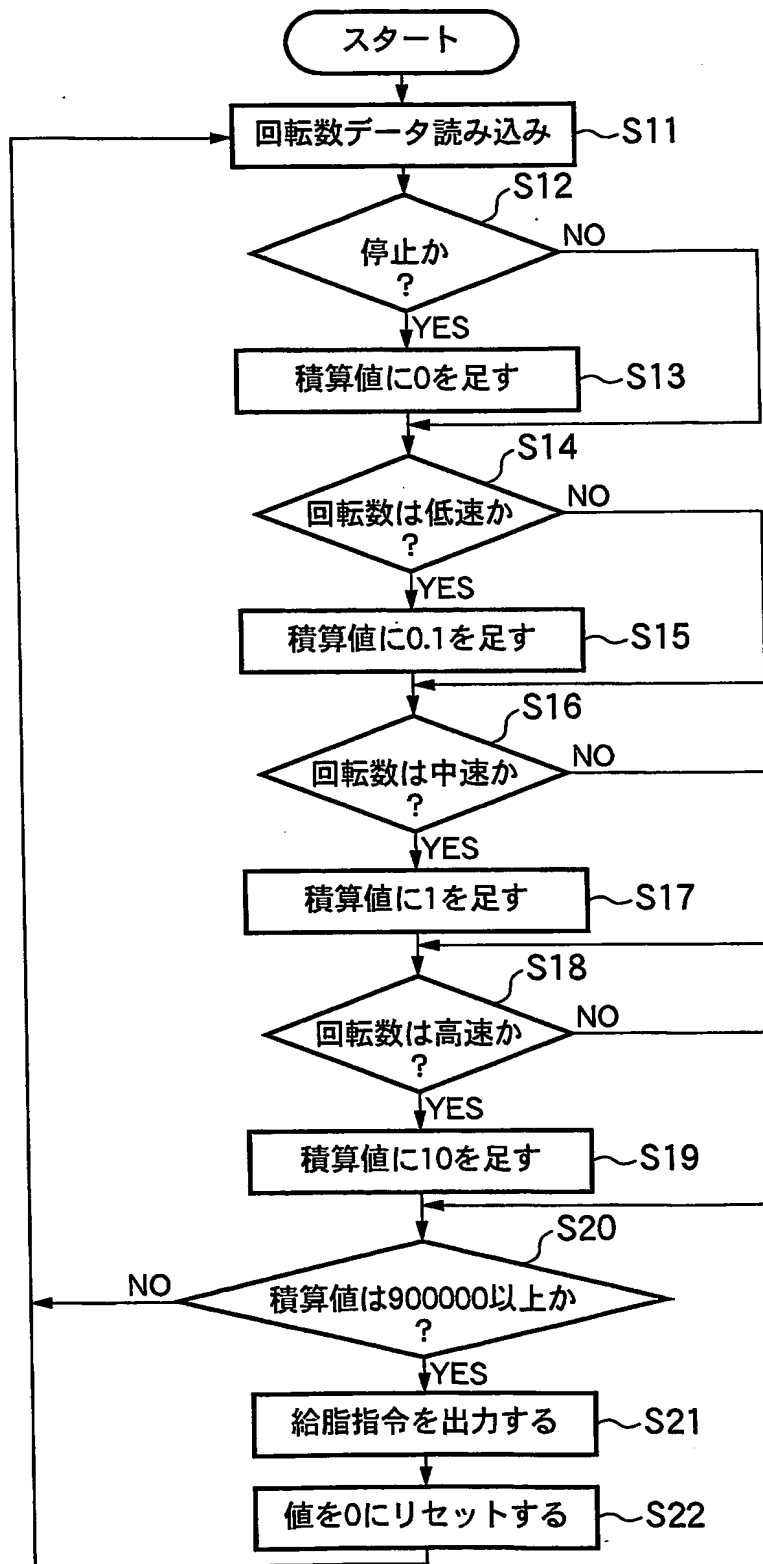 スタート
回転数データ読み込み S11
S12
停止か
?
NO
YES
積算値に0を足す S13
S14
回転数は低速か
?
NO
YES
積算値に0.1を足す S15
S16
回転数は中速か
?
NO
YES
積算値に1を足す S17
S18
回転数は高速か
?
NO
YES
積算値に10を足す S19
S20
積算値は900000以上か
?
NO
YES
給脂指令を出力する S21
値を0にリセットする S22